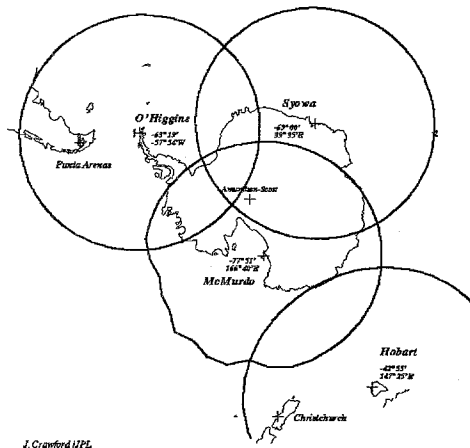 Syowa
-69° 00'
39° 35' E
O'Higgins
-63° 19'
-57° 54' W
Punta Arenas
Amundsen-Scott
-77° 51'
166° 40' E
McMurdo
Hobart
-42° 55'
147° 25' E
Christchurch
J. Crawford/JPL